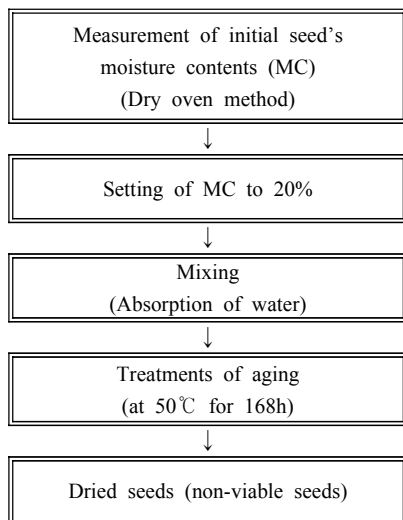 Measurement of initial seed's
moisture contents (MC)
(Dry oven method)
↓
Setting of MC to 20%
↓
Mixing
(Absorption of water)
↓
Treatments of aging
(at 50℃ for 168h)
↓
Dried seeds (non-viable seeds)